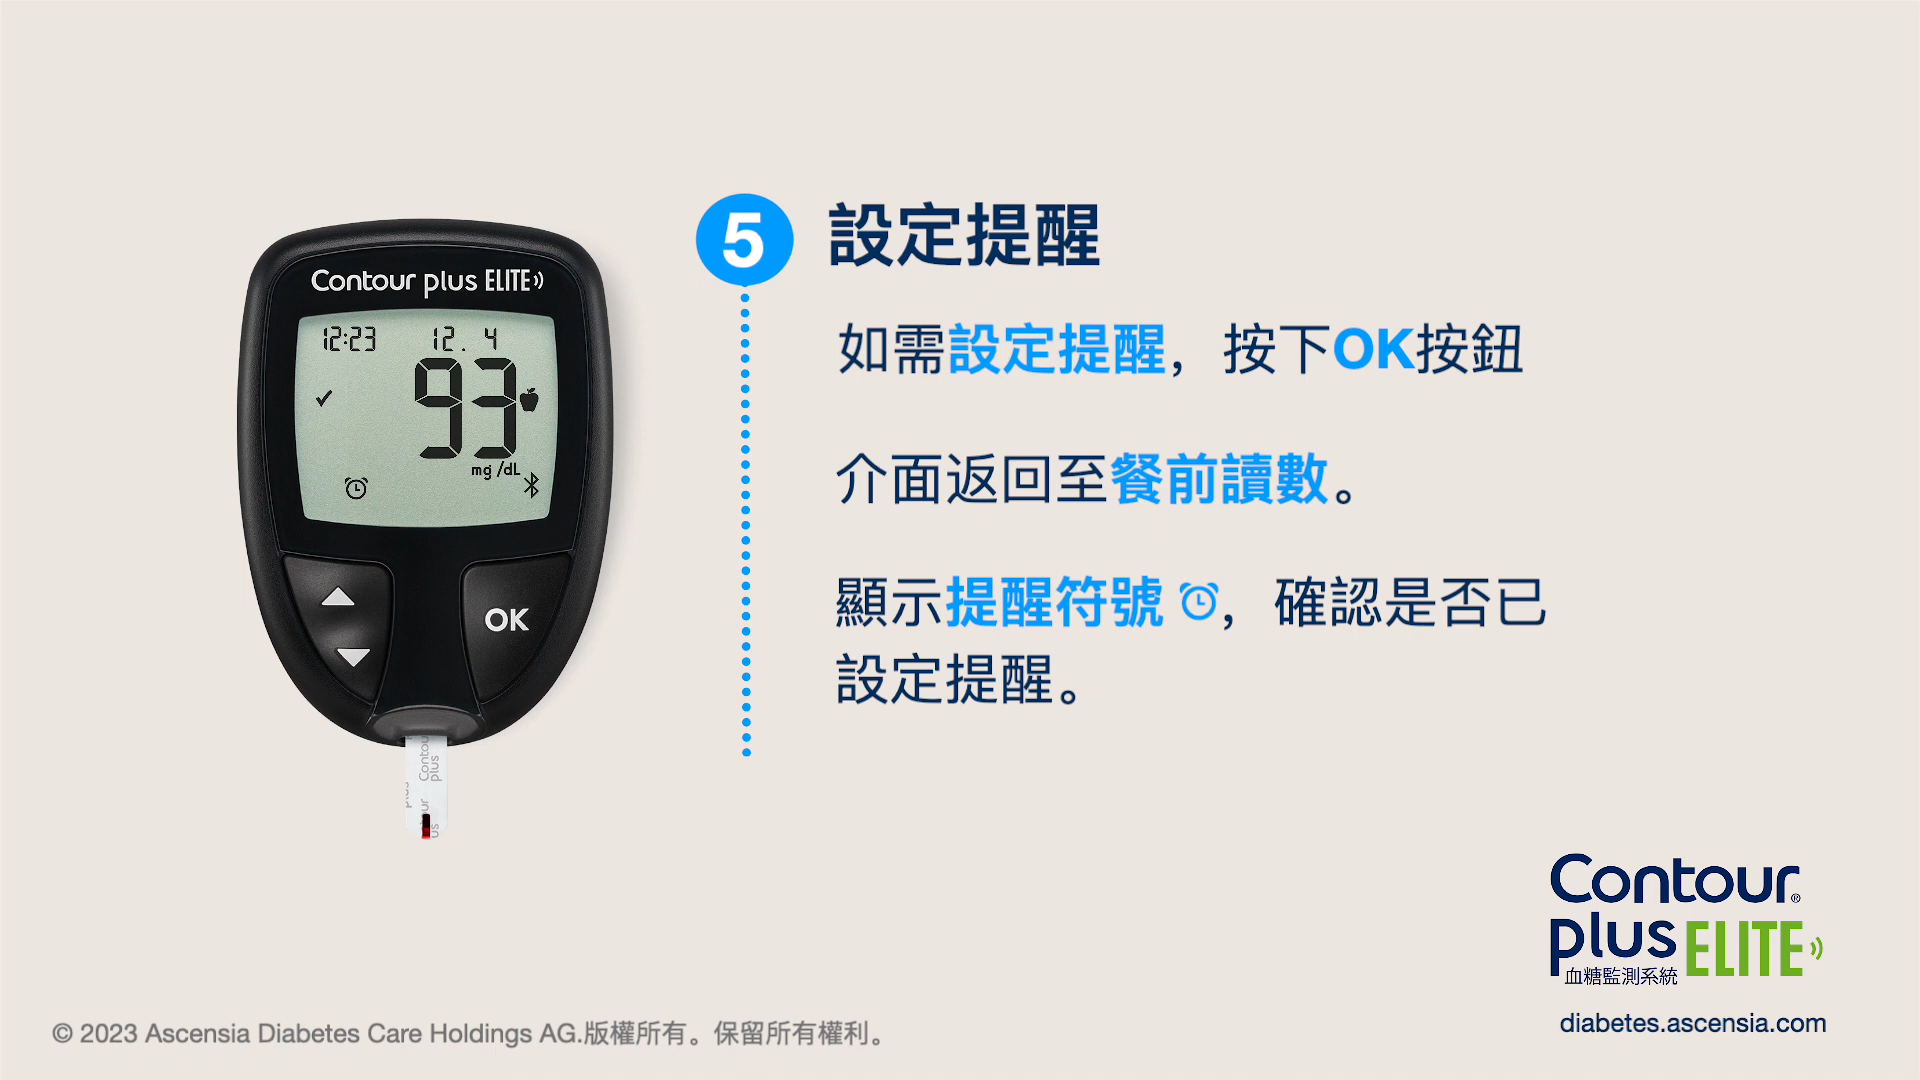 Contour plus ELITE
12:23 12. 4
93
mg/dL
OK
Contour
plus
5 設定提醒
如需設定提醒，按下OK按鈕
介面返回至餐前讀數。
顯示提醒符號，確認是否已
設定提醒。
Contour®
plus ELITE
血糖監測系統
diabetes.ascensia.com
© 2023 Ascensia Diabetes Care Holdings AG.版權所有。保留所有權利。